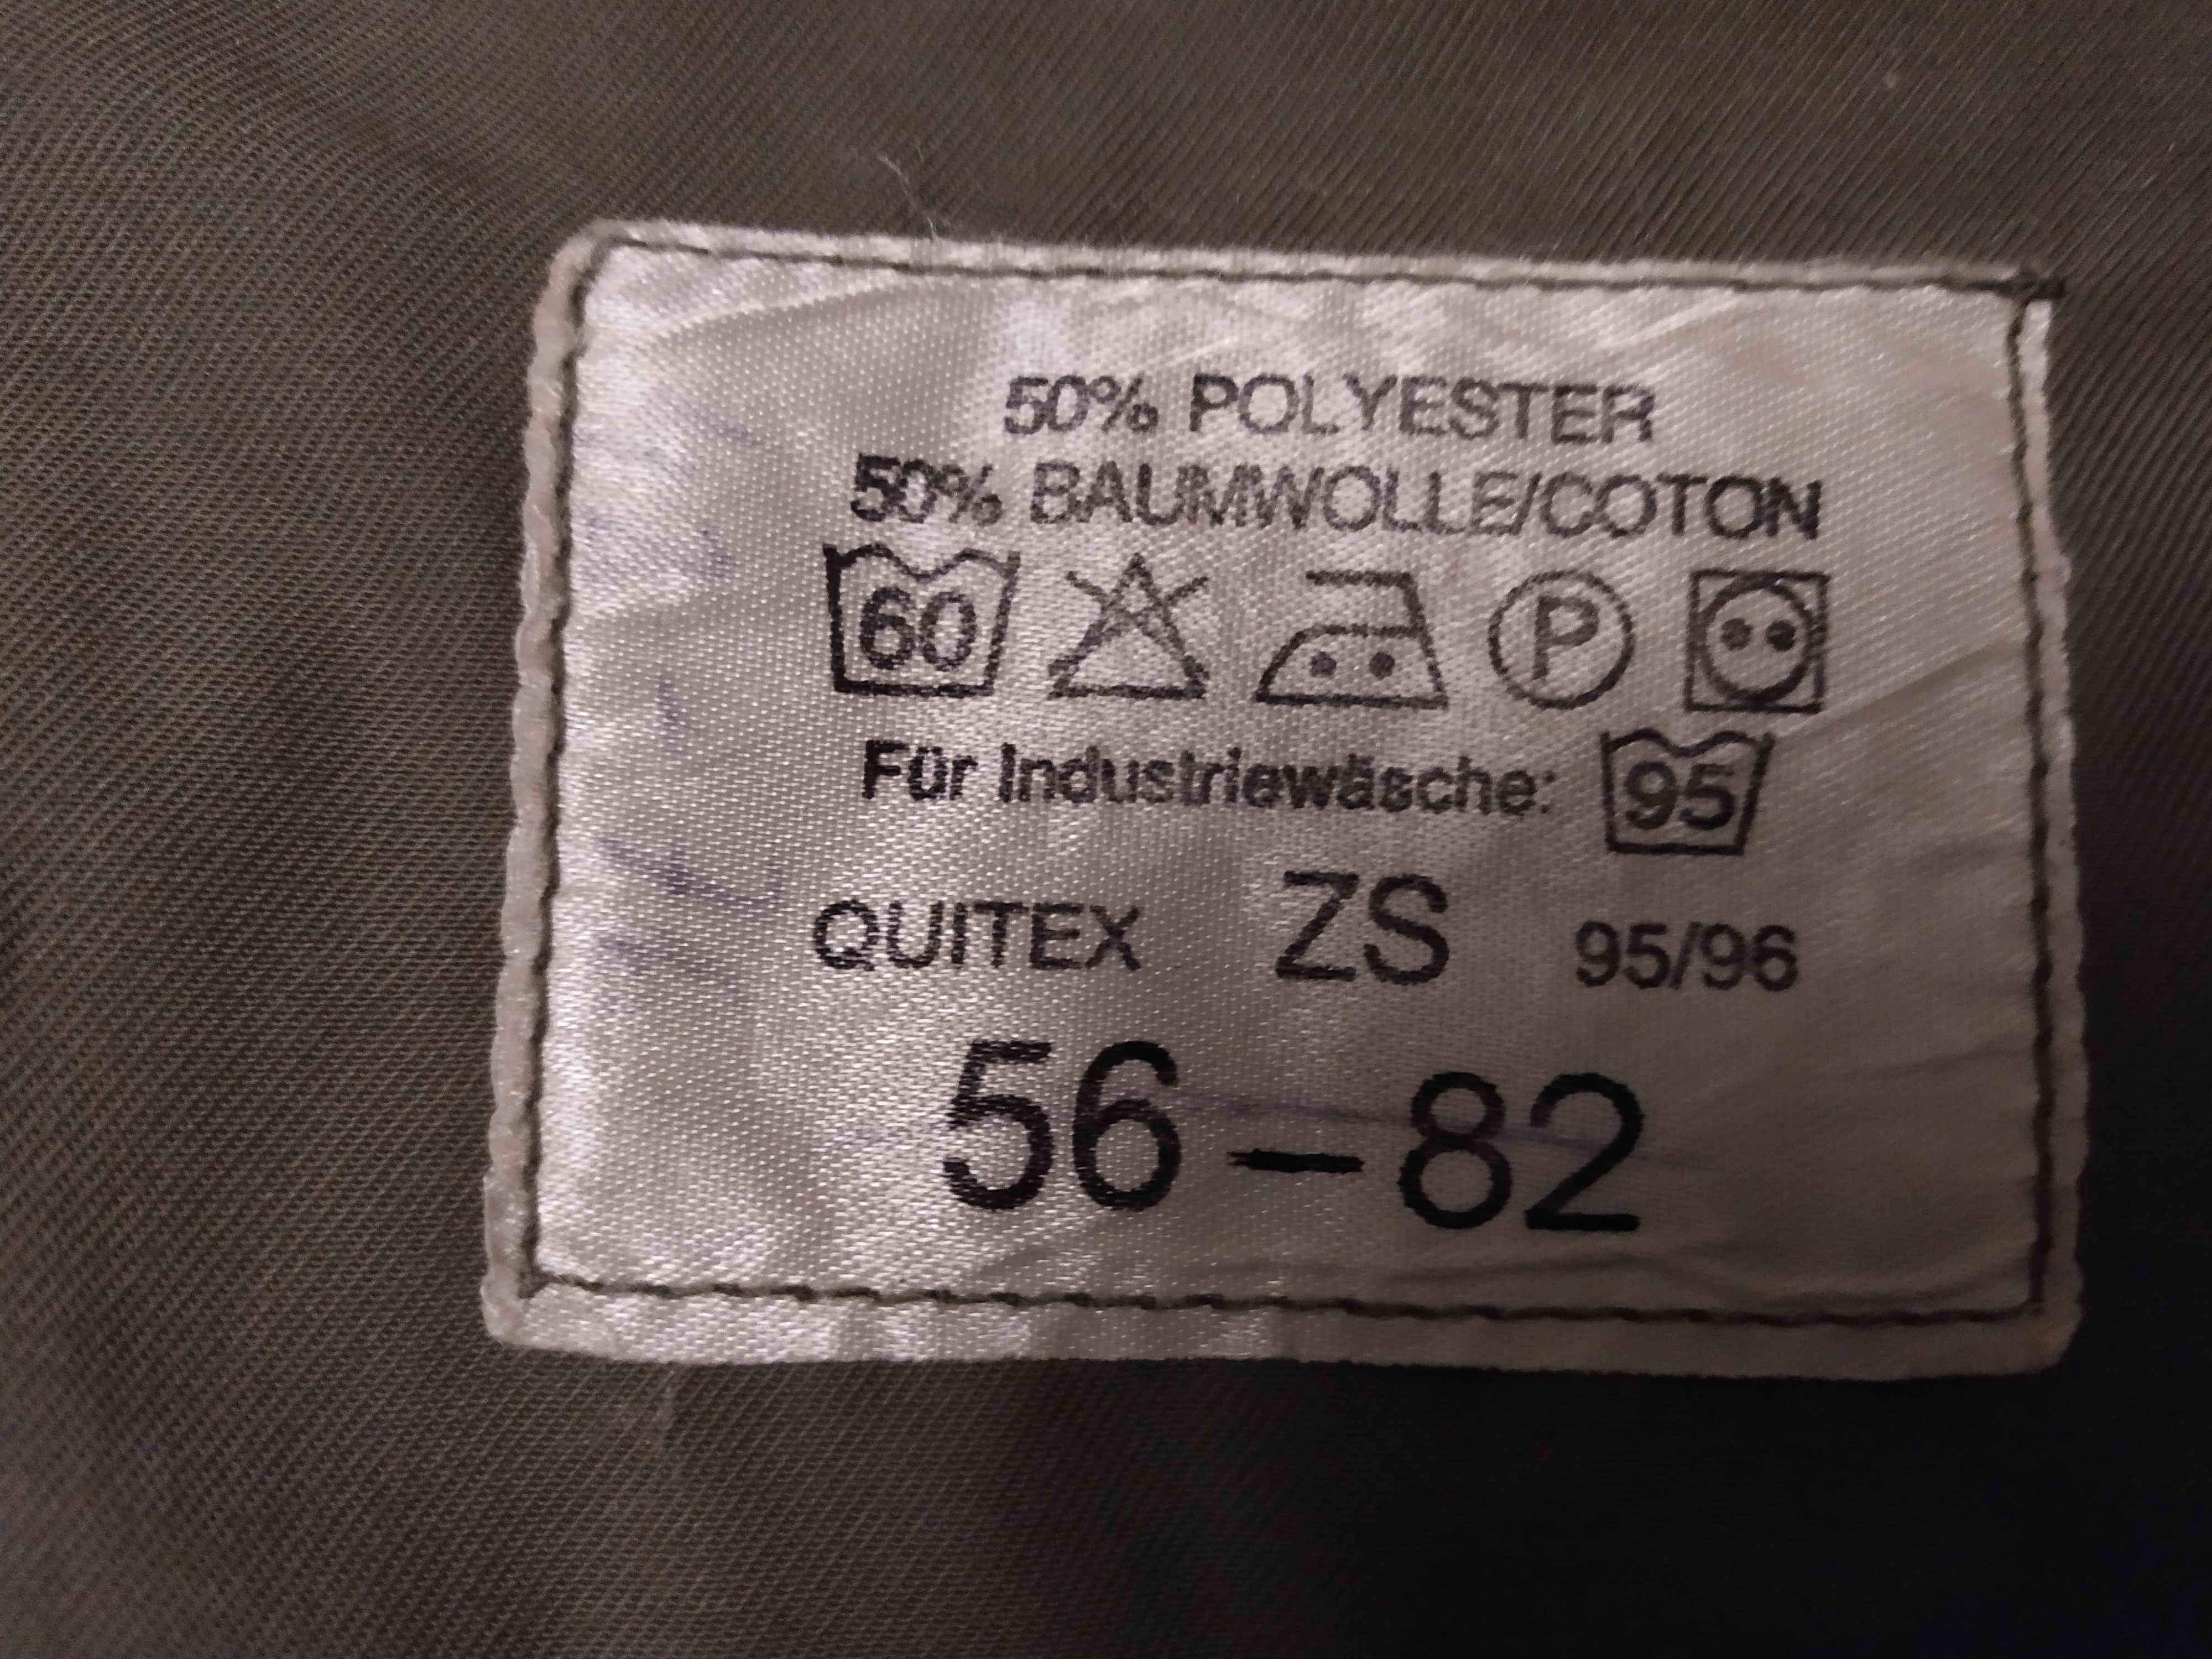 50% POLYESTER
50% BAUMWOLLE/COTON
60 P
Für Industriewäsche: 95
QUITEX ZS 95/96
56-82